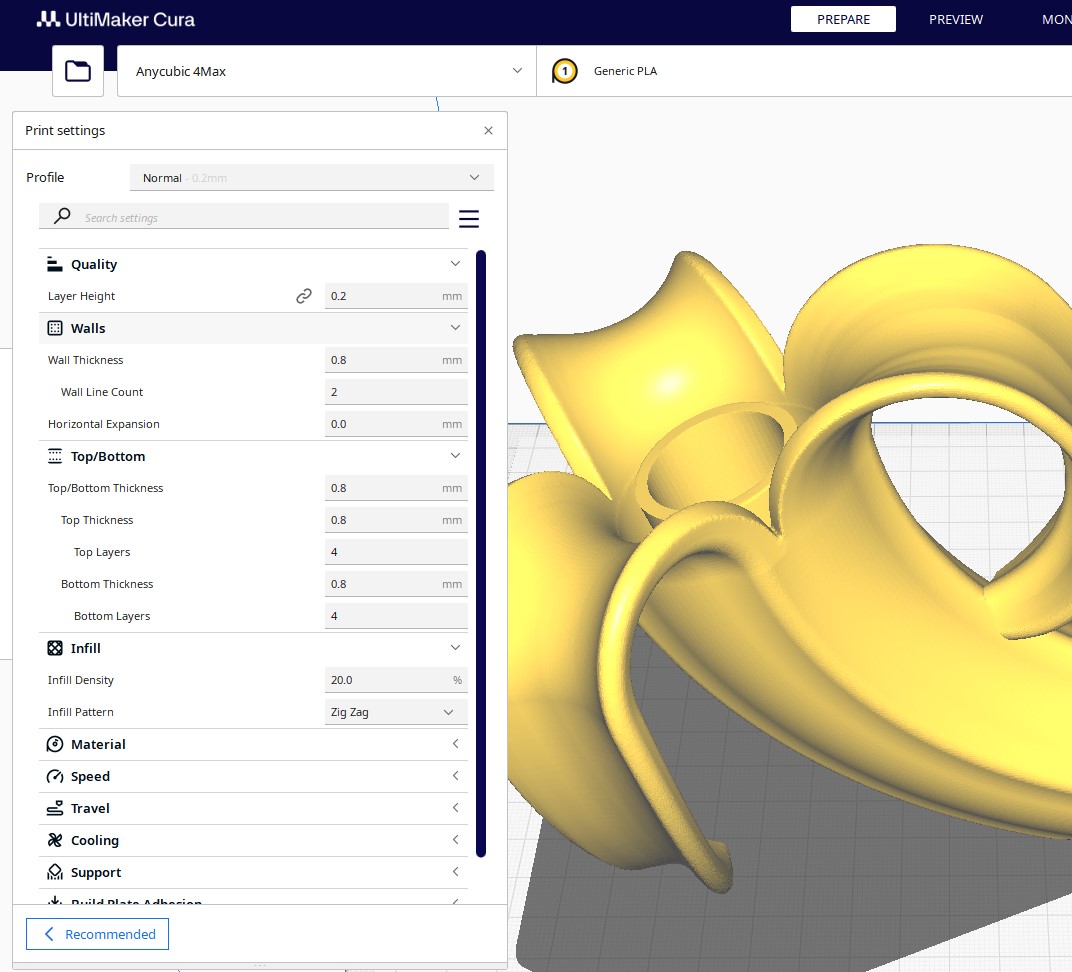 UltiMaker Cura
PREPARE
PREVIEW
MON
Anycubic 4Max
1
Generic PLA
Print settings
Profile
Normal - 0.2mm
Search settings
Quality
Layer Height 0.2 mm
Walls
Wall Thickness 0.8 mm
Wall Line Count 2
Horizontal Expansion 0.0 mm
Top/Bottom
Top/Bottom Thickness 0.8 mm
Top Thickness 0.8 mm
Top Layers 4
Bottom Thickness 0.8 mm
Bottom Layers 4
Infill
Infill Density 20.0 %
Infill Pattern Zig Zag
Material
Speed
Travel
Cooling
Support
Build Plate Adhesion
Recommended